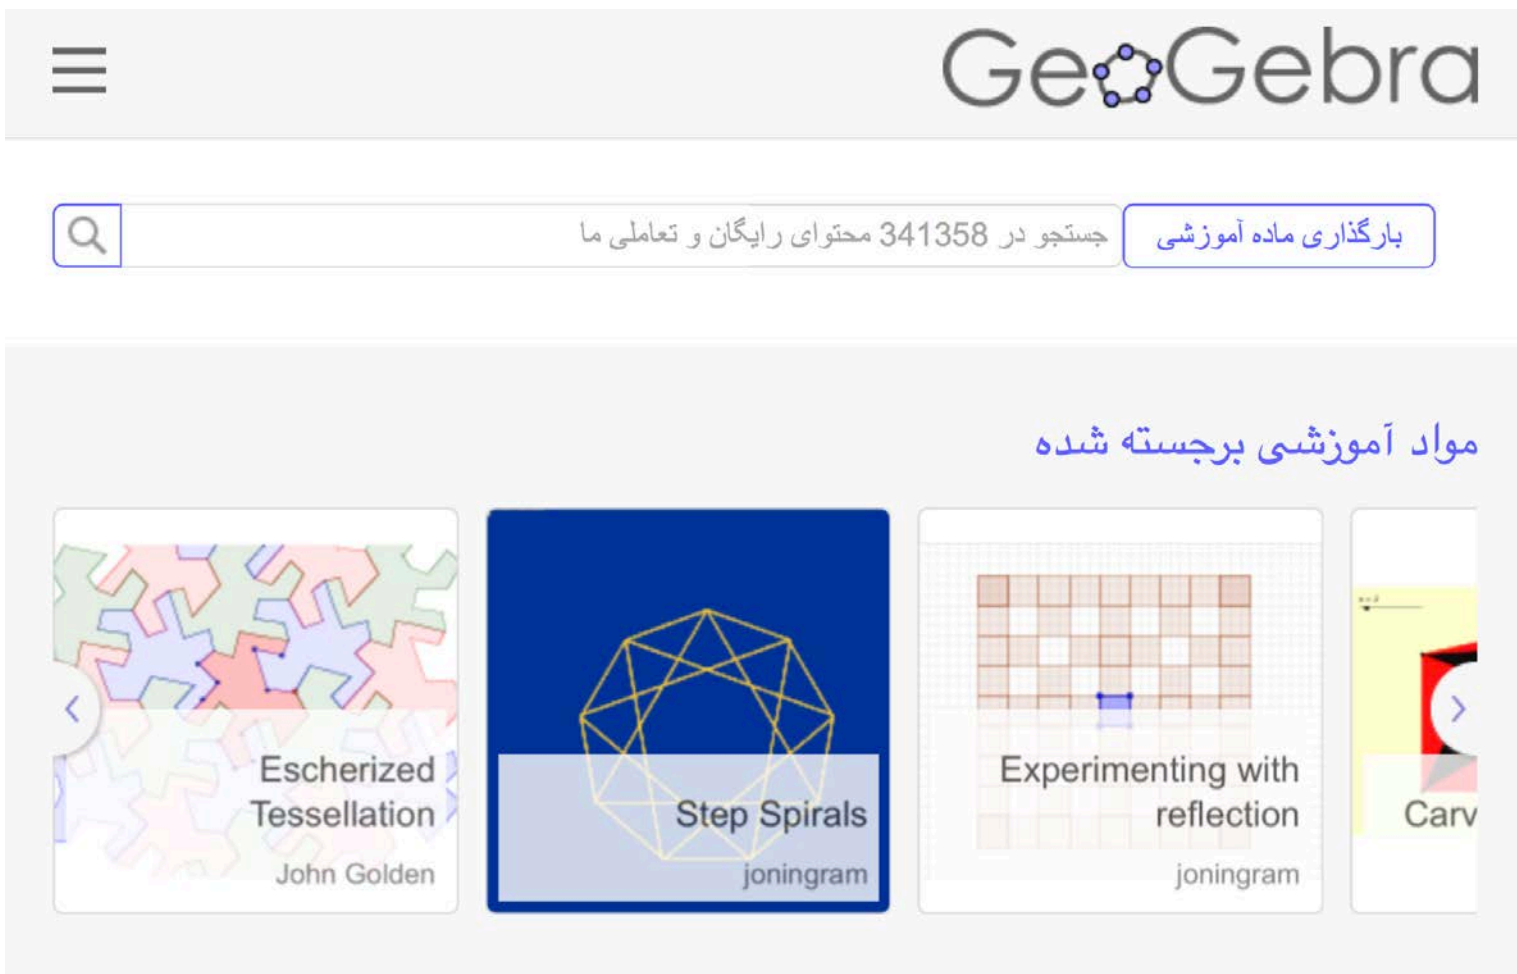 GeoGebra
بارگذاری ماده آموزشی
جستجو در 341358 محتوای رایگان و تعاملی ما
مواد آموزشی برجسته شده
Escherized
Tessellation
John Golden
Step Spirals
joningram
Experimenting with
reflection
joningram
Carv